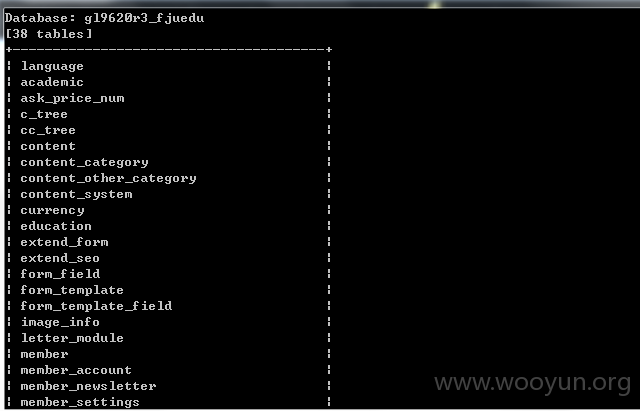 Database: gl9620r3_fjuedu
[38 tables]
+---------------------------------------+
¦ language ¦
¦ academic ¦
¦ ask_price_num ¦
¦ c_tree ¦
¦ cc_tree ¦
¦ content ¦
¦ content_category ¦
¦ content_other_category ¦
¦ content_system ¦
¦ currency ¦
¦ education ¦
¦ extend_form ¦
¦ extend_seo ¦
¦ form_field ¦
¦ form_template ¦
¦ form_template_field ¦
¦ image_info ¦
¦ letter_module ¦
¦ member ¦
¦ member_account ¦
¦ member_newsletter ¦
¦ member_settings ¦
www.wooyun.org